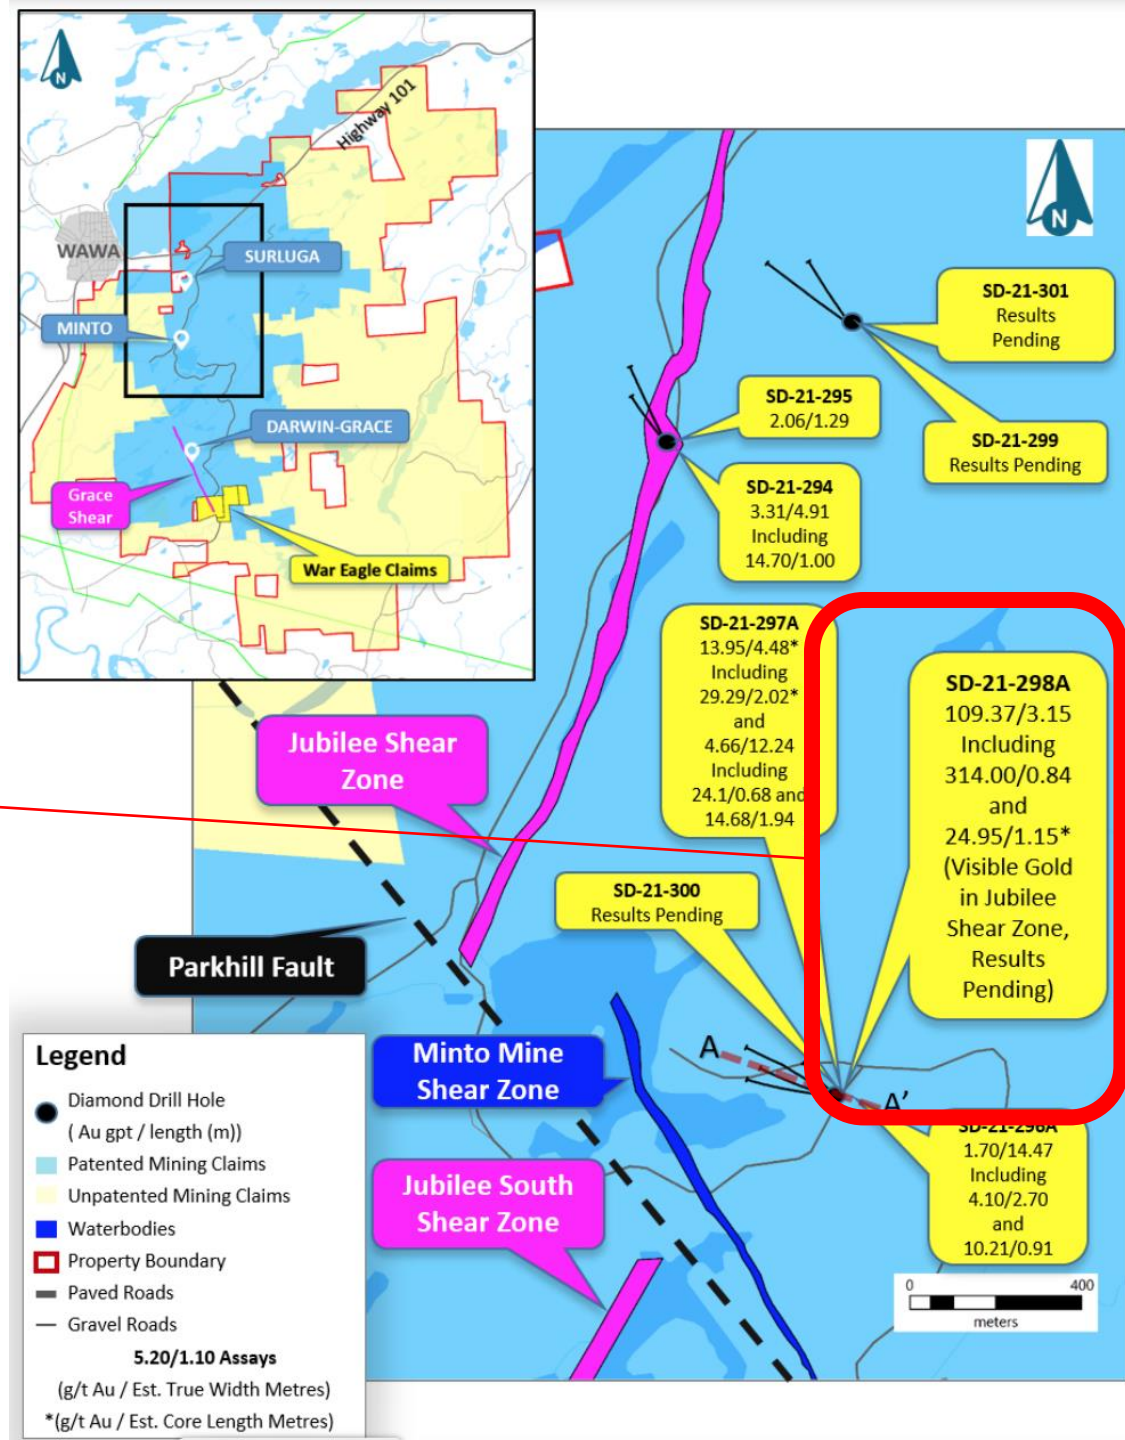 N
Highway 101
WAWA
SURLUGA
MINTO
DARWIN-GRACE
Grace
Shear
War Eagle Claims
N
SD-21-301
Results
Pending
SD-21-299
Results Pending
SD-21-295
2.06/1.29
SD-21-294
3.31/4.91
Including
14.70/1.00
SD-21-297A
13.95/4.48*
Including
29.29/2.02*
and
4.66/12.24
Including
24.1/0.68 and
14.68/1.94
SD-21-298A
109.37/3.15
Including
314.00/0.84
and
24.95/1.15*
(Visible Gold
in Jubilee
Shear Zone,
Results
Pending)
Jubilee Shear
Zone
SD-21-300
Results Pending
Parkhill Fault
Minto Mine
Shear Zone
A
A'
SD-21-296A
1.70/14.47
Including
4.10/2.70
and
10.21/0.91
Jubilee South
Shear Zone
0 400
meters
Legend
Diamond Drill Hole
( Au gpt / length (m))
Patented Mining Claims
Unpatented Mining Claims
Waterbodies
Property Boundary
Paved Roads
Gravel Roads
5.20/1.10 Assays
(g/t Au / Est. True Width Metres)
*(g/t Au / Est. Core Length Metres)